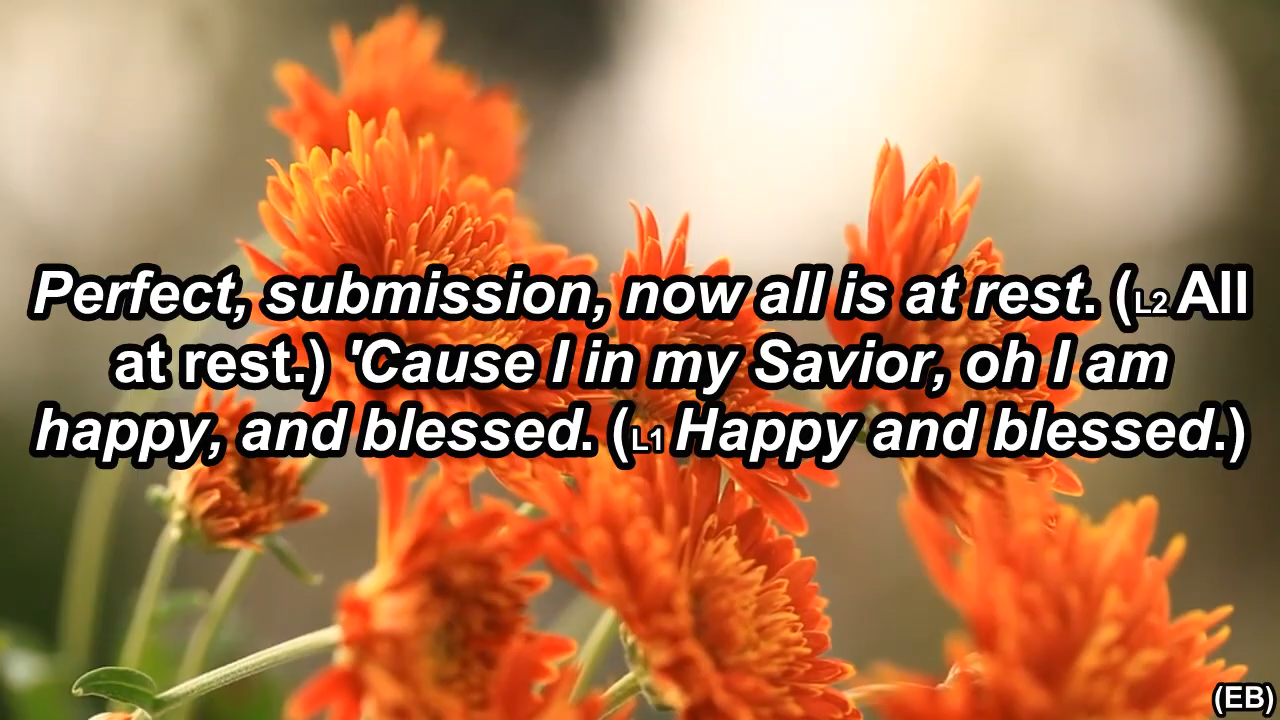 Perfect, submission, now all is at rest. (L2 All
at rest.) 'Cause I in my Savior, oh I am
happy, and blessed. (L1 Happy and blessed.)
(EB)